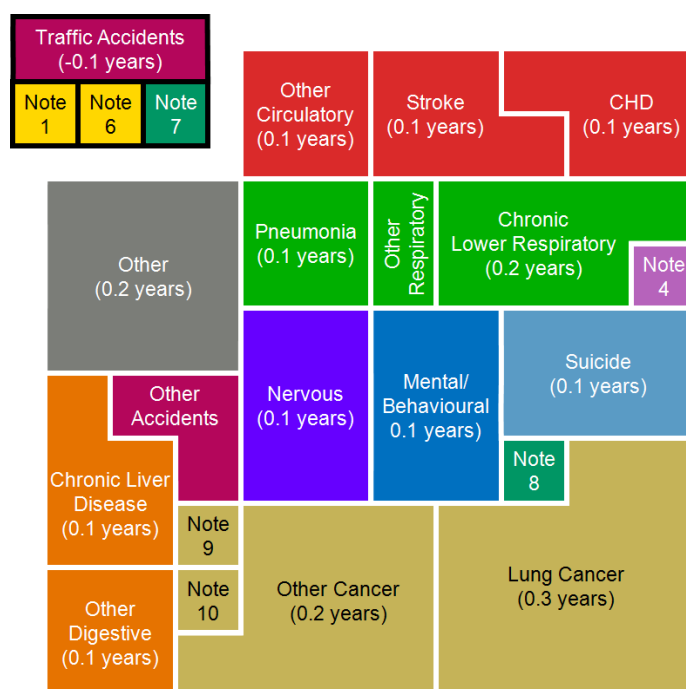 Traffic Accidents
(-0.1 years)
Note
1
Note
6
Note
7
Other
Circulatory
(0.1 years)
Stroke
(0.1 years)
CHD
(0.1 years)
Other
(0.2 years)
Pneumonia
(0.1 years)
Other
Respiratory
Chronic
Lower Respiratory
(0.2 years)
Note
4
Other
Accidents
Nervous
(0.1 years)
Mental/
Behavioural
0.1 years)
Suicide
(0.1 years)
Chronic Liver
Disease
(0.1 years)
Note
8
Note
9
Other
Digestive
(0.1 years)
Note
10
Other Cancer
(0.2 years)
Lung Cancer
(0.3 years)